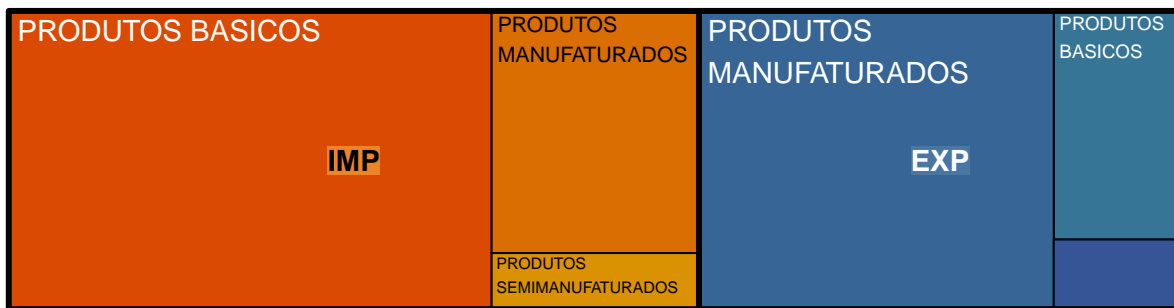 PRODUTOS BASICOS
IMP
PRODUTOS
MANUFATURADOS
PRODUTOS
SEMIMANUFATURADOS
PRODUTOS
MANUFATURADOS
EXP
PRODUTOS
BASICOS